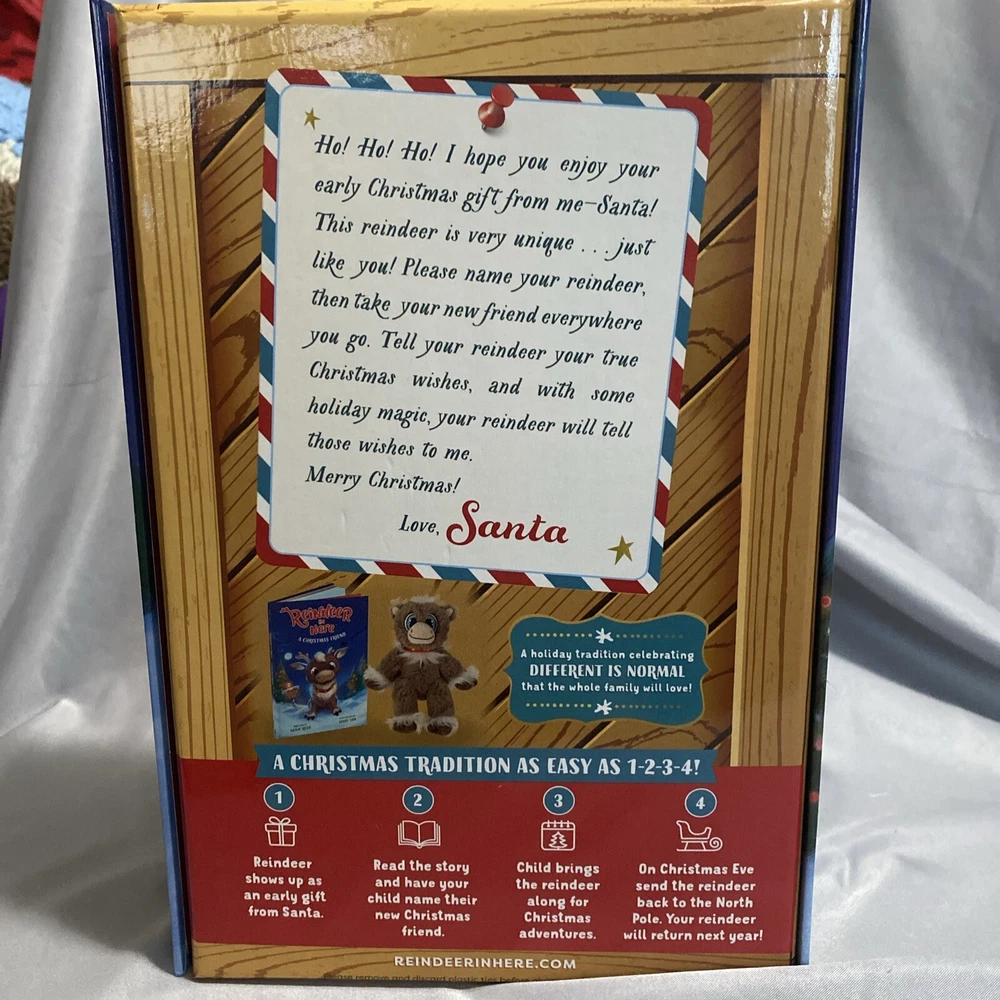 Ho! Ho! Ho! I hope you enjoy your
early Christmas gift from me—Santa!
This reindeer is very unique . . . just
like you! Please name your reindeer,
then take your new friend everywhere
you go. Tell your reindeer your true
Christmas wishes, and with some
holiday magic, your reindeer will tell
those wishes to me.
Merry Christmas!
Love, Santa
Reindeer
in
Here
A CHRISTMAS FRIEND
A holiday tradition celebrating
DIFFERENT IS NORMAL
that the whole family will love!
A CHRISTMAS TRADITION AS EASY AS 1-2-3-4!
1
Reindeer
shows up as
an early gift
from Santa.
2
Read the story
and have your
child name their
new Christmas
friend.
3
Child brings
the reindeer
along for
Christmas
adventures.
4
On Christmas Eve
send the reindeer
back to the North
Pole. Your reindeer
will return next year!
REINDEERINHERE.COM
Please remove and discard plastic ties before